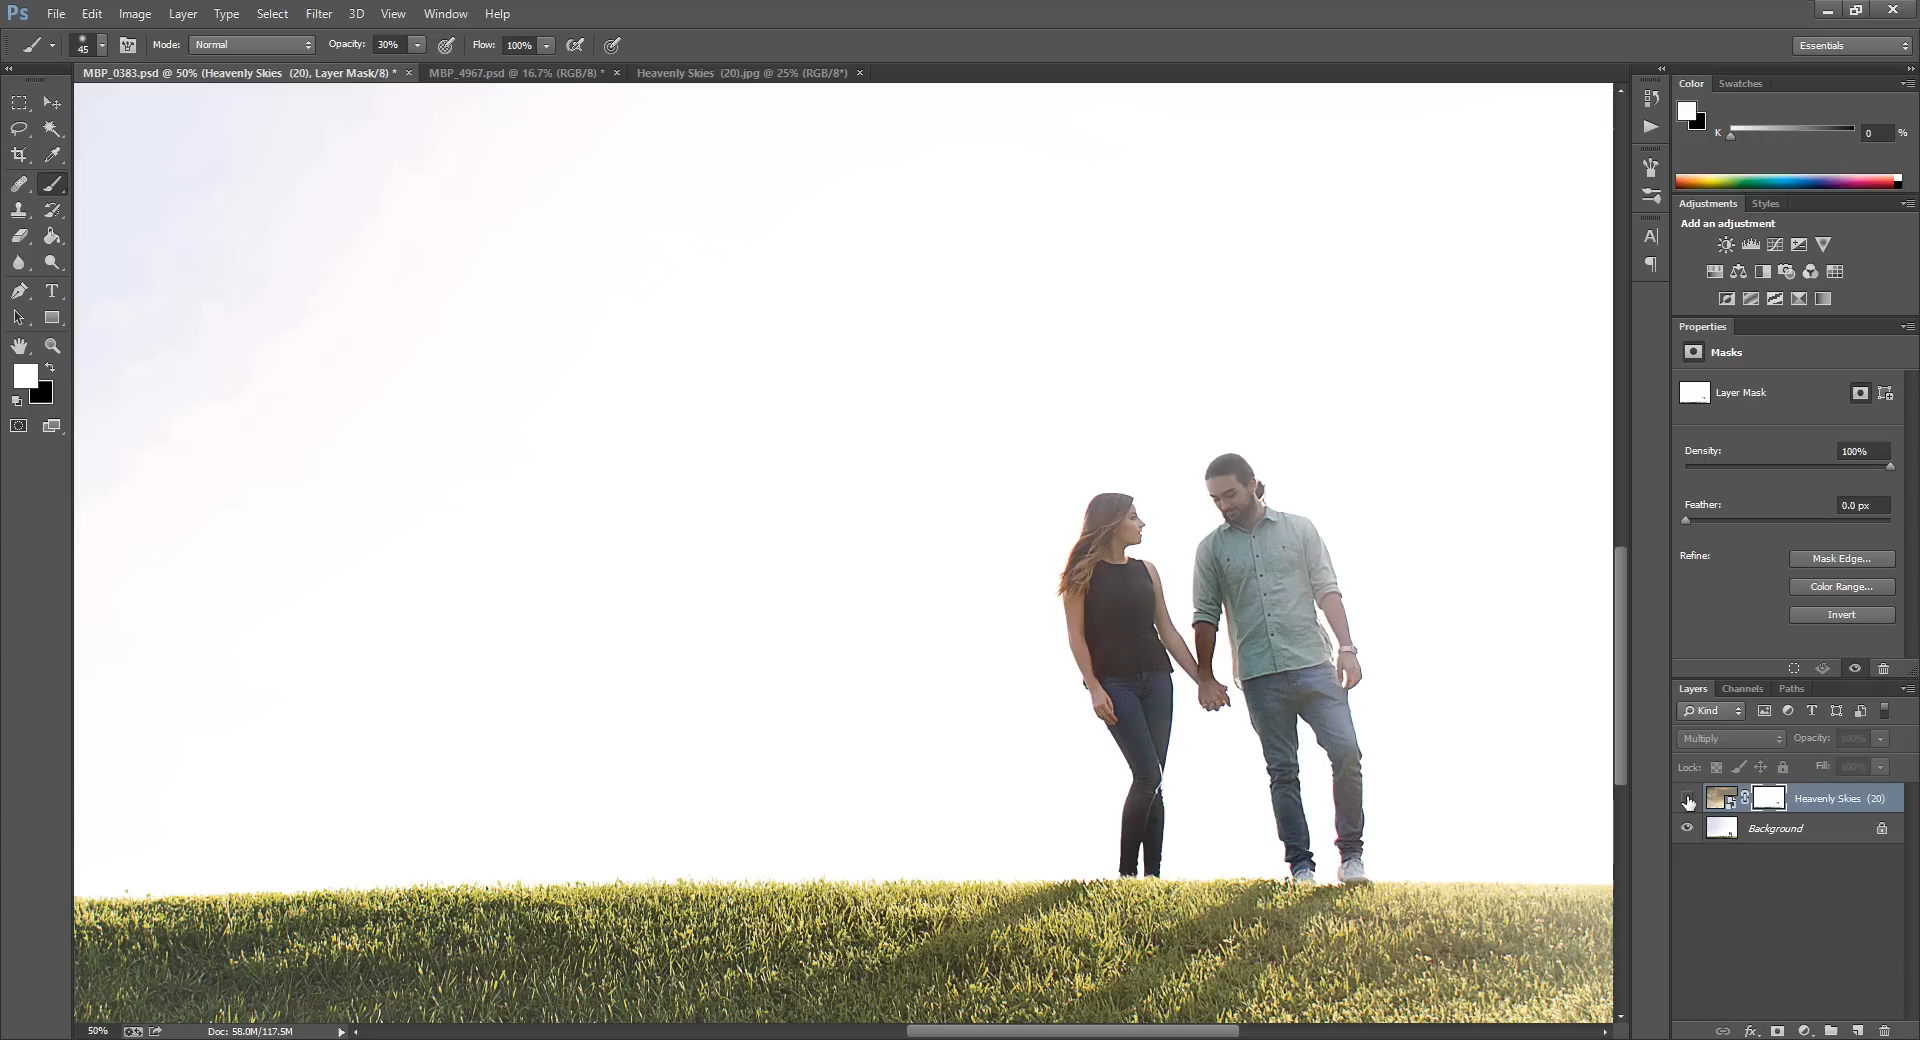 Ps File Edit Image Layer Type Select Filter 3D View Window Help
45 Mode: Normal Opacity: 30% Flow: 100% Essentials
MBP_0383.psd @ 50% (Heavenly Skies (20), Layer Mask/8) * × MBP_4967.psd @ 16.7% (RGB/8) * × Heavenly Skies (20).jpg @ 25% (RGB/8*) ×
Color Swatches
K 0 %
Adjustments Styles
Add an adjustment
Properties
Masks
Layer Mask
Density: 100%
Feather: 0.0 px
Refine: Mask Edge...
Color Range...
Invert
Layers Channels Paths
Kind
Multiply Opacity: 100%
Lock: Fill: 100%
Heavenly Skies (20)
Background
50% Doc: 58.0M/117.5M